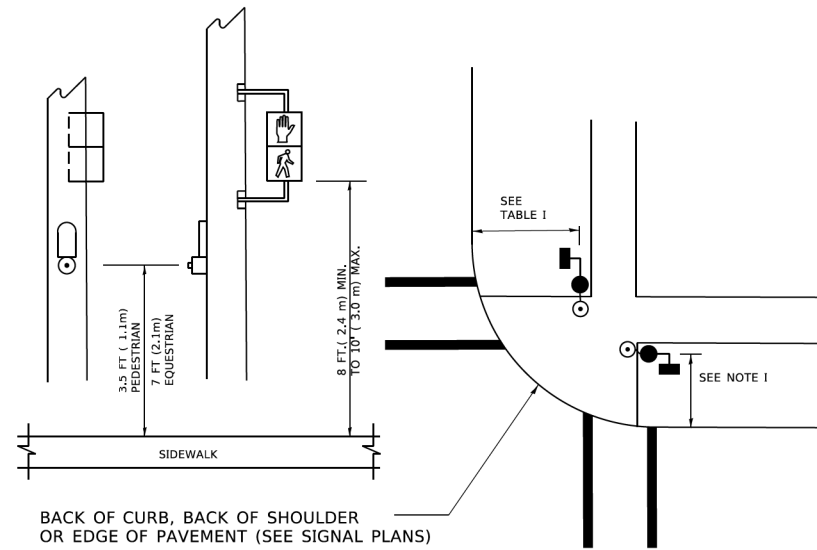 3.5 FT ( 1.1m)
PEDESTRIAN
7 FT (2.1m)
EQUESTRIAN
8 FT.( 2.4 m) MIN.
TO 10' ( 3.0 m) MAX.
SIDEWALK
SEE
TABLE I
SEE NOTE I
BACK OF CURB, BACK OF SHOULDER
OR EDGE OF PAVEMENT (SEE SIGNAL PLANS)